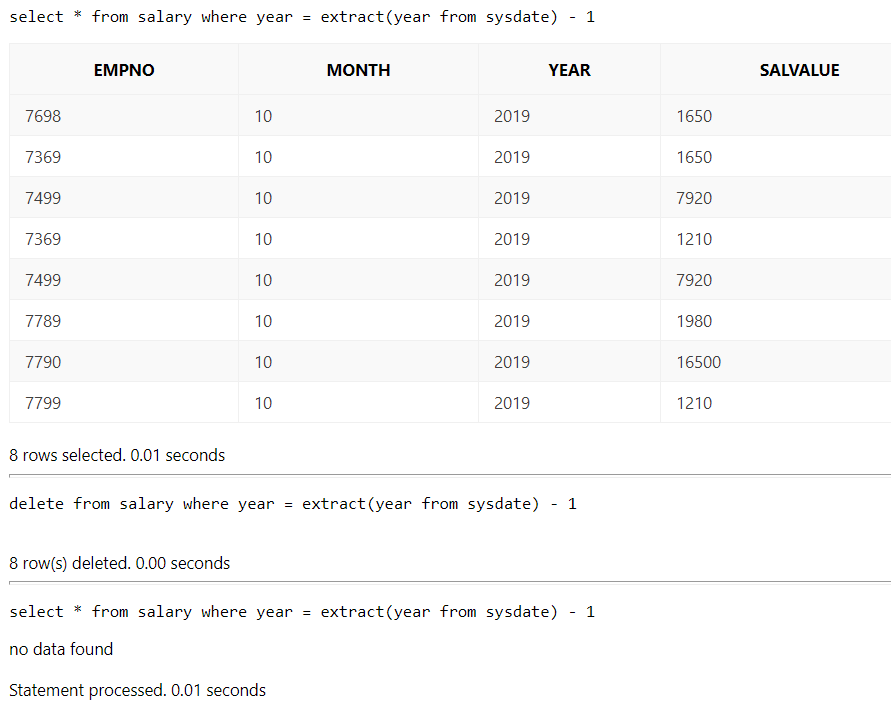 select * from salary where year = extract(year from sysdate) - 1
EMPNO MONTH YEAR SALVALUE
7698 10 2019 1650
7369 10 2019 1650
7499 10 2019 7920
7369 10 2019 1210
7499 10 2019 7920
7789 10 2019 1980
7790 10 2019 16500
7799 10 2019 1210
8 rows selected. 0.01 seconds
delete from salary where year = extract(year from sysdate) - 1
8 row(s) deleted. 0.00 seconds
select * from salary where year = extract(year from sysdate) - 1
no data found
Statement processed. 0.01 seconds